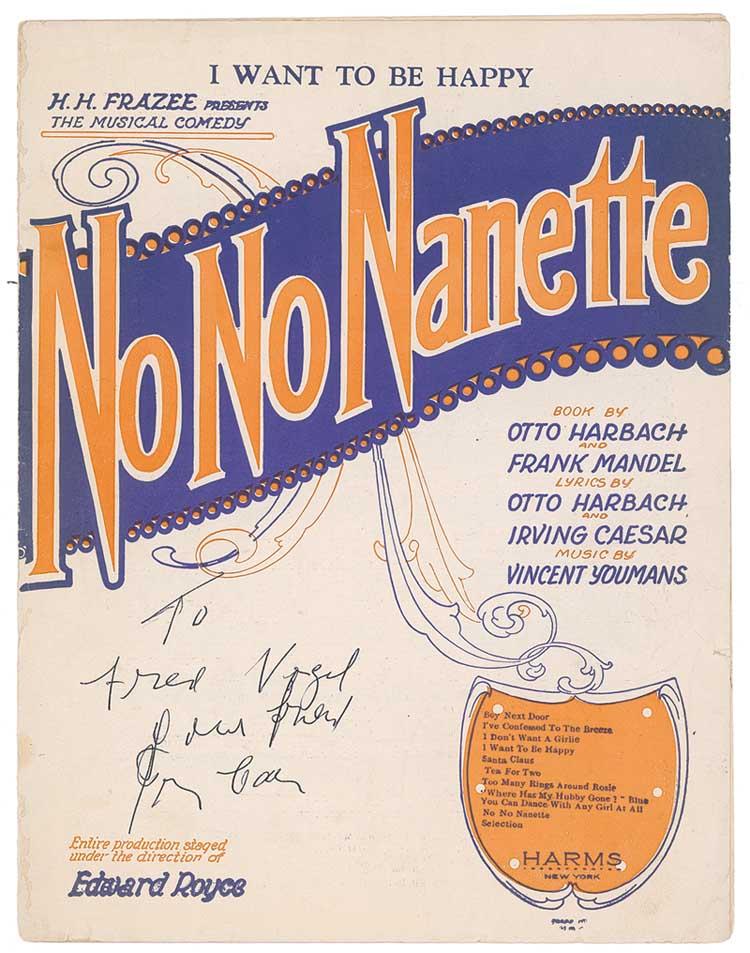 I WANT TO BE HAPPY
H. H. FRAZEE PRESENTS
THE MUSICAL COMEDY
No No Nanette
BOOK BY
OTTO HARBACH
AND
FRANK MANDEL
LYRICS BY
OTTO HARBACH
AND
IRVING CAESAR
MUSIC BY
VINCENT YOUMANS
To
Fred Vogel
Boy Next Door
I've Confessed To The Breeze
I Don't Want A Girlie
I Want To Be Happy
Santa Claus
Tea For Two
Too Many Rings Around Rosie
"Where Has My Hubby Gone?" Blue
You Can Dance With Any Girl At All
No No Nanette
Selection
HARMS
INCORPORATED
NEW YORK
Entire production staged
under the direction of
Edward Royce